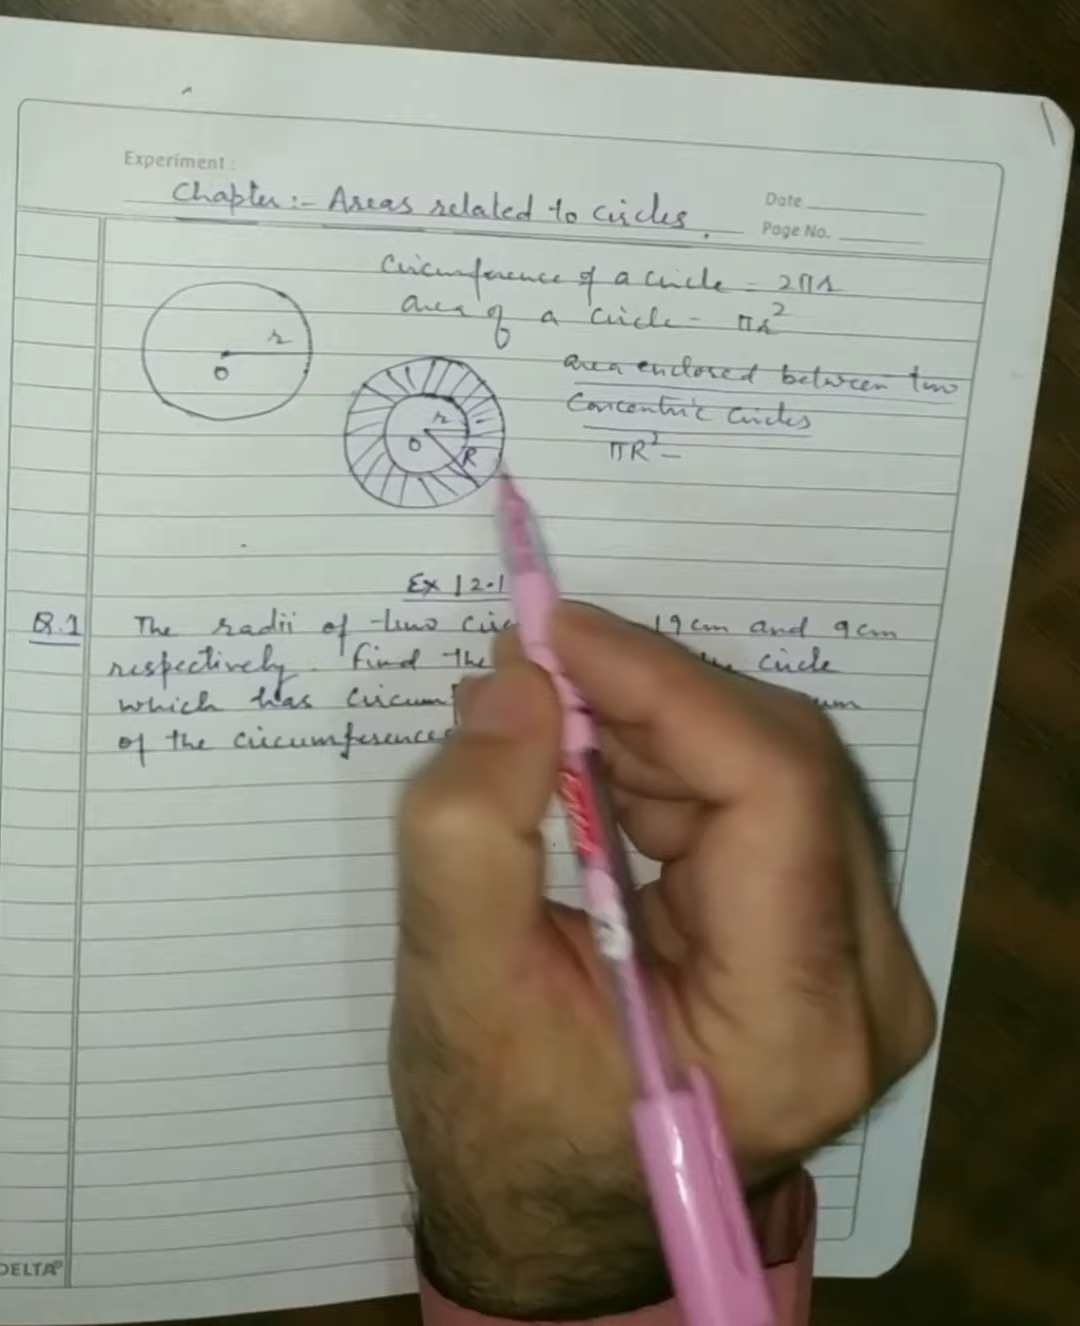 Experiment :
Chapter :- Areas related to circles.
Date
Page No.
Circumference of a circle = 2πr
area of a circle - πr²
r
O
area enclosed between two
Concentric Circles
πR² -
r
O
R
Ex 12.1
Q.1 The radii of two 19 cm and 9 cm
respectively. Find the circle
which has
of the circumferences
DELTA